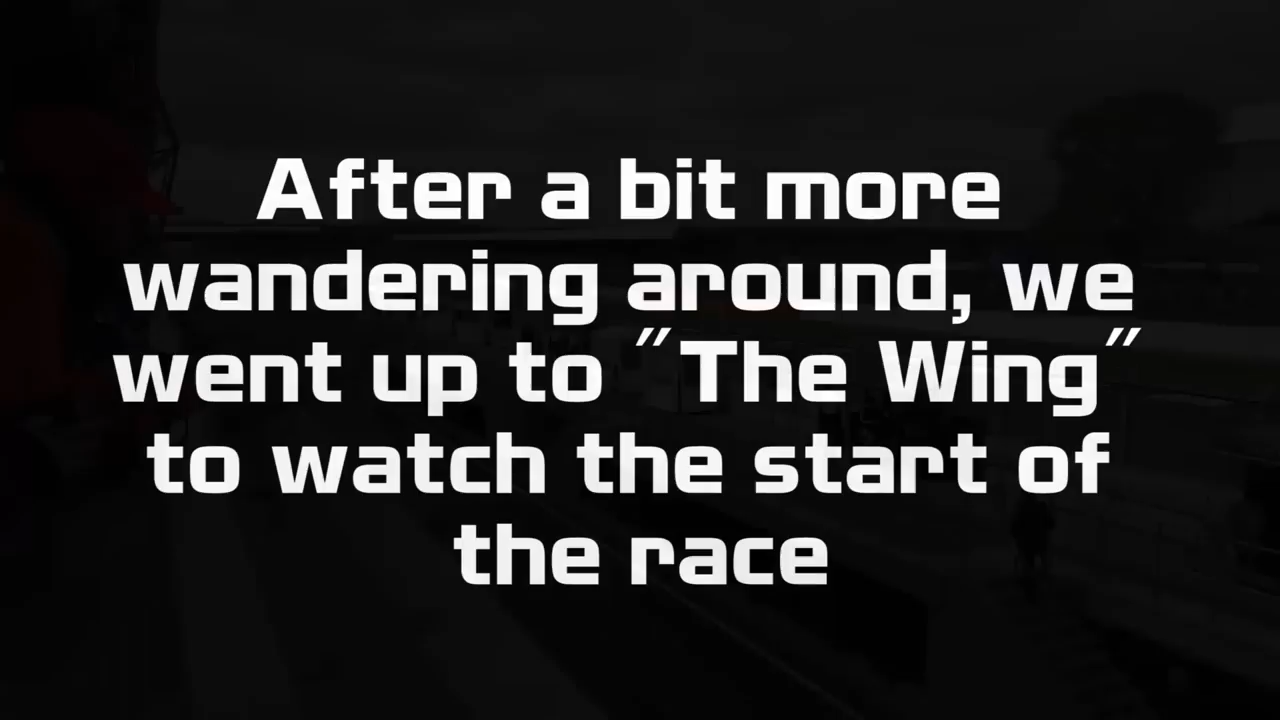 After a bit more
wandering around, we
went up to "The Wing"
to watch the start of
the race